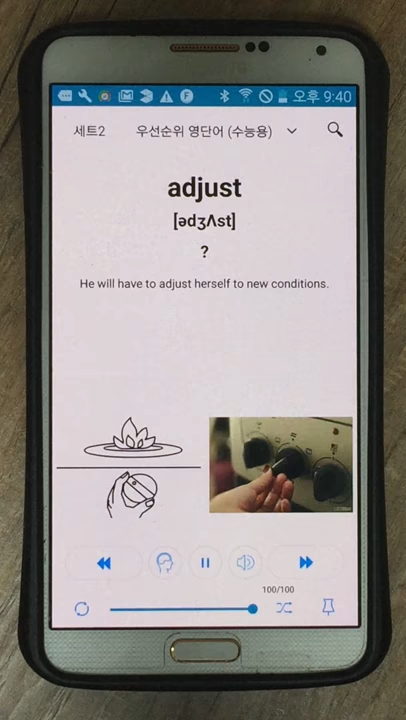 오후 9:40
세트2 우선순위 영단어 (수능용)
adjust
[ədʒΛst]
?
He will have to adjust herself to new conditions.
100/100